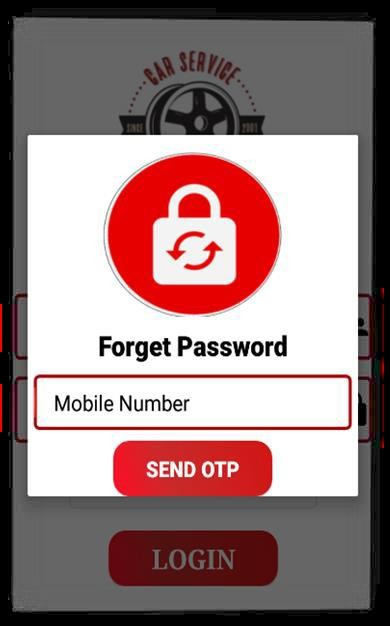 CAR SERVICE
SINCE 2001
Forget Password
Mobile Number
SEND OTP
LOGIN